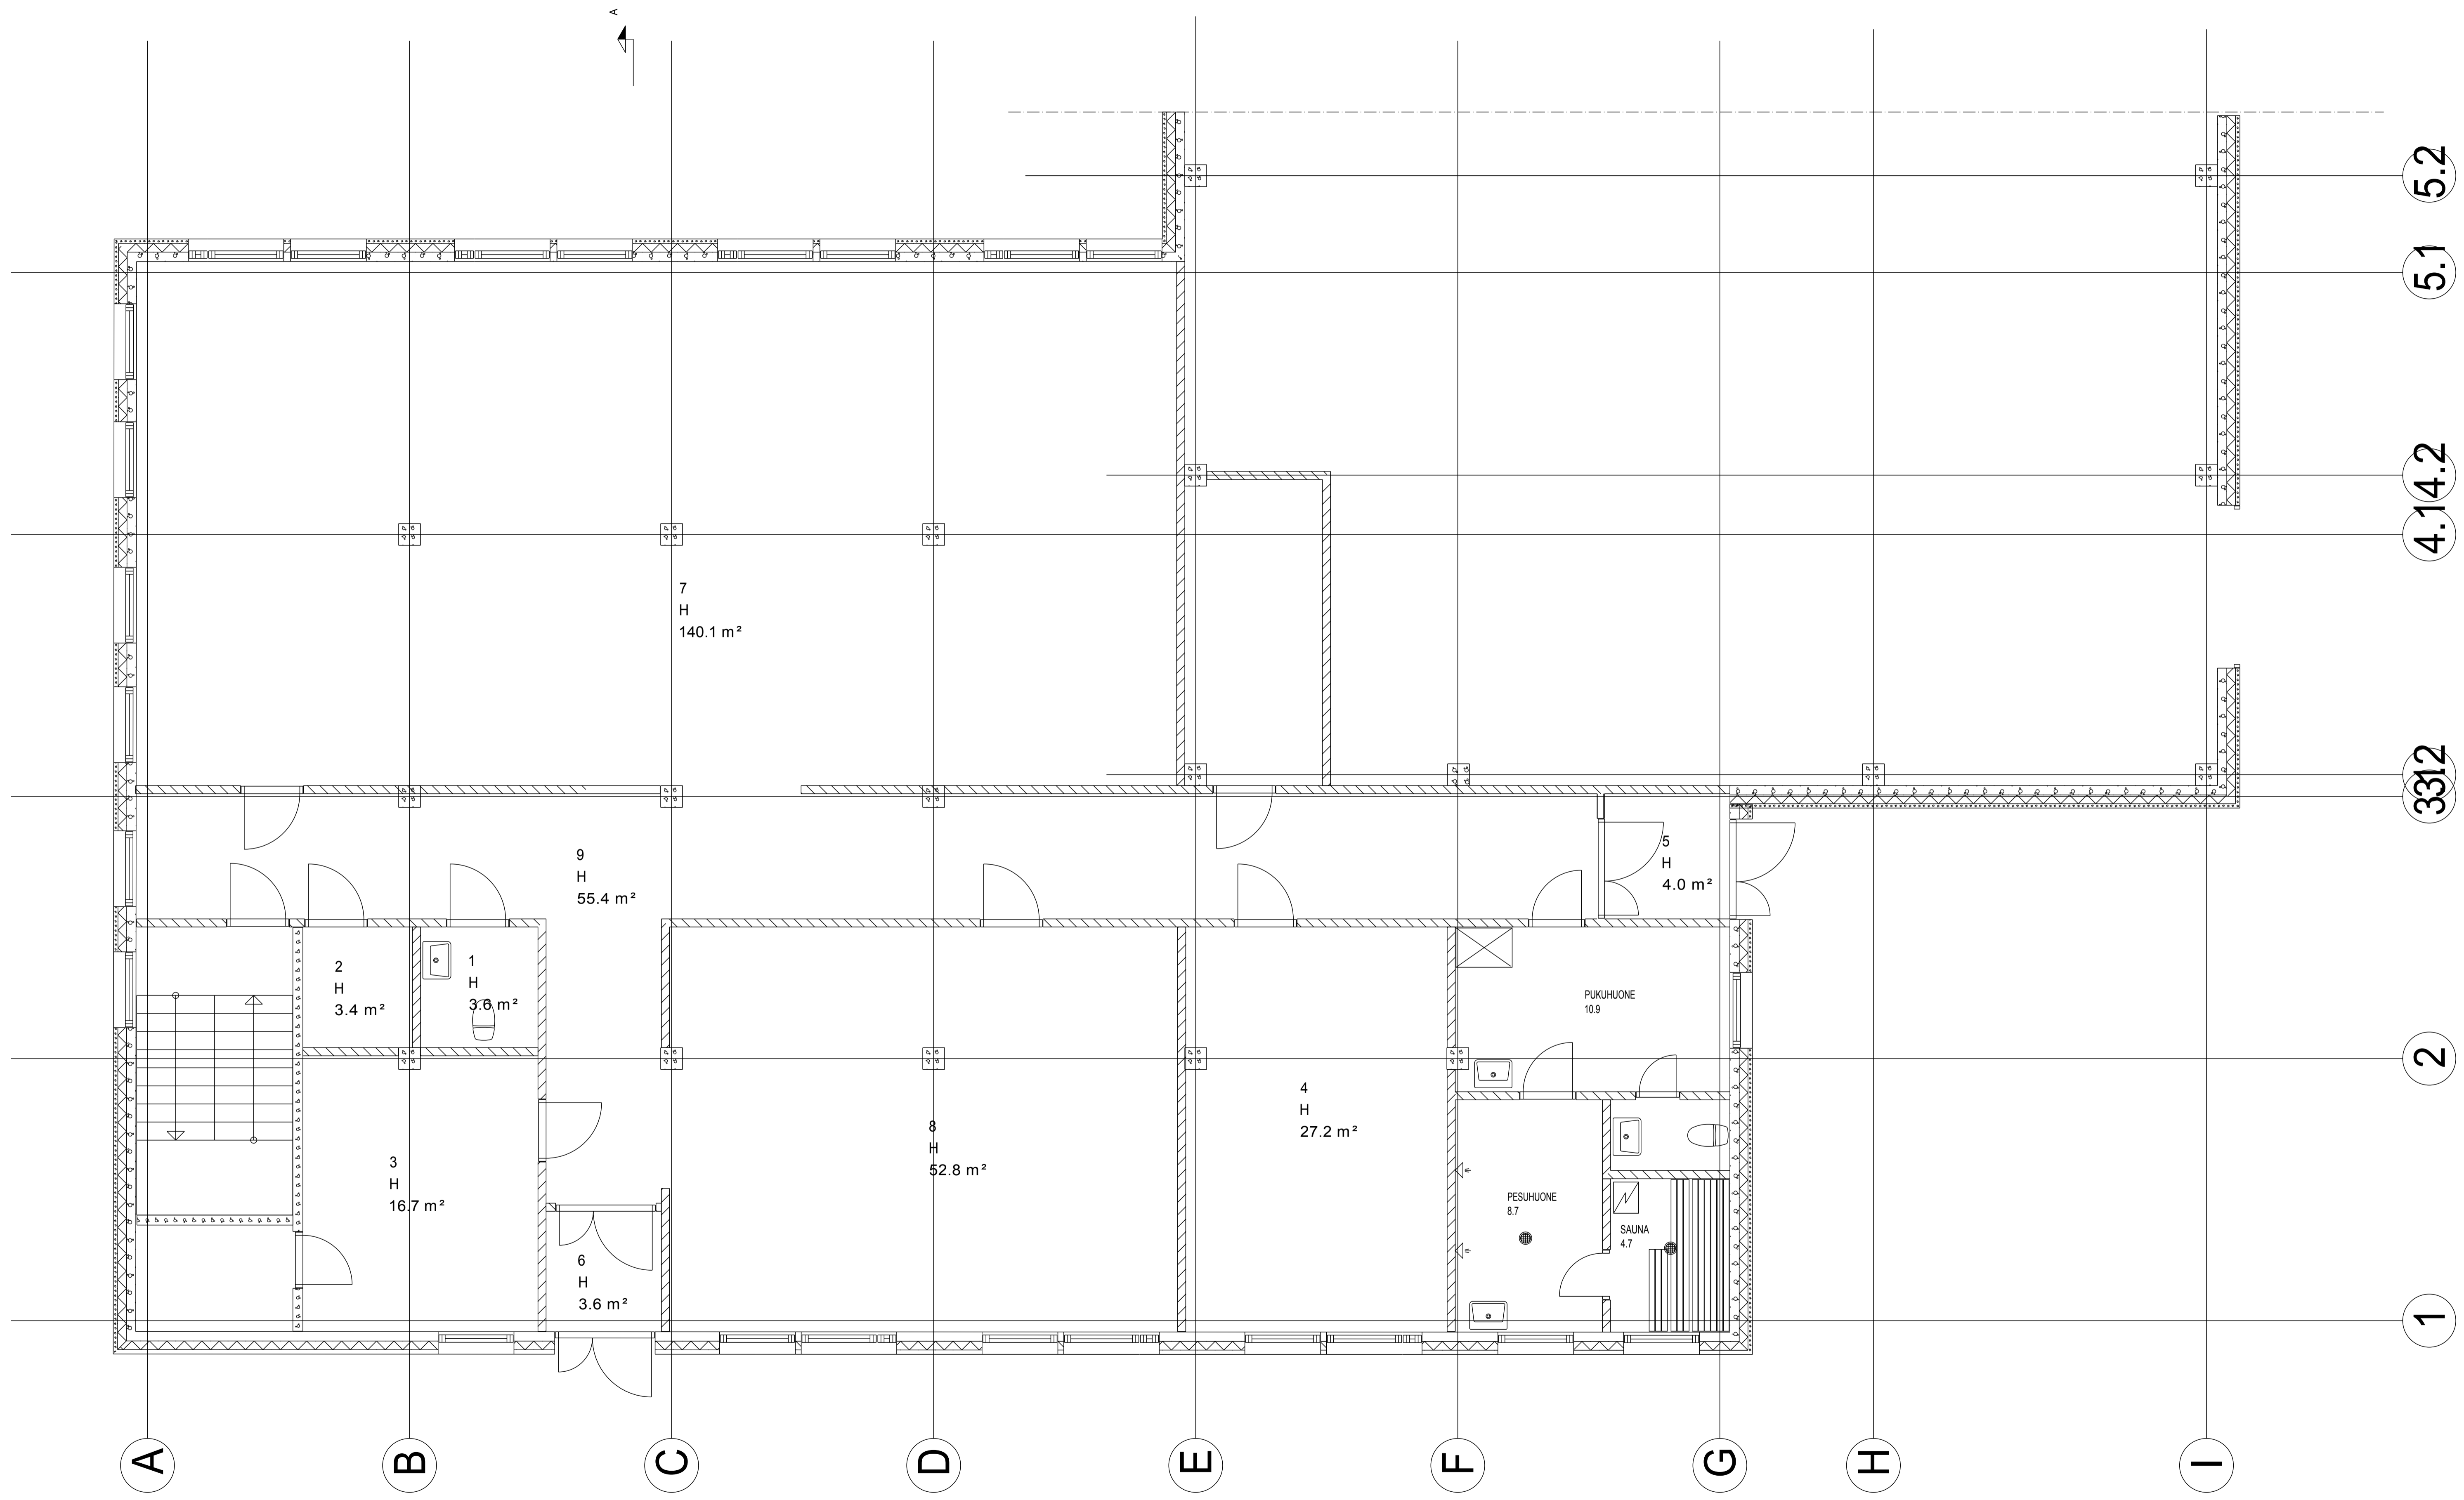 A
5.2
5.1
4.2
4.1
7
H
140.1 m²
3.2
3.1
9
H
55.4 m²
5
H
4.0 m²
2
H
3.4 m²
1
H
3.6 m²
PUKUHUONE
10.9
2
4
H
27.2 m²
8
H
52.8 m²
3
H
16.7 m²
PESUHUONE
8.7
SAUNA
4.7
6
H
3.6 m²
1
A
B
C
D
E
F
G
H
I